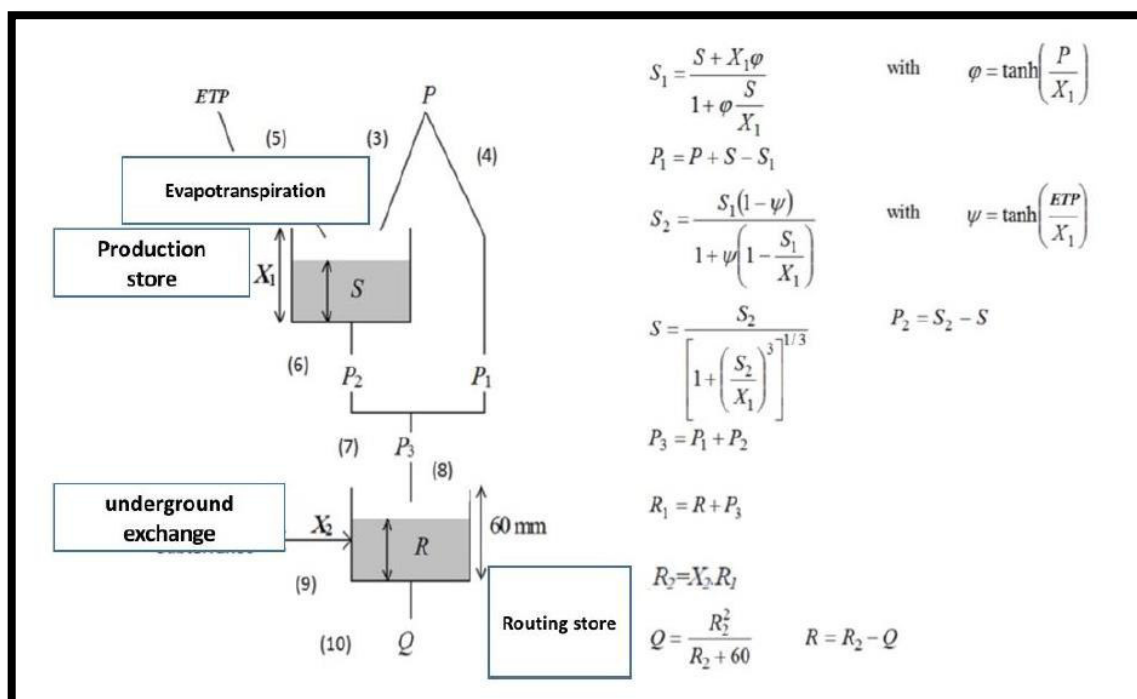 ETP
P
(5)
(3)
(4)
Evapotranspiration
Production
store
X₁
S
(6)
P₂
P₁
(7)
P₃
(8)
underground
exchange
X₂
R
60 mm
(9)
Routing store
(10)
Q
S₁ = (S + X₁φ) / (1 + φ S/X₁) with φ = tanh(P/X₁)
P₁ = P + S − S₁
S₂ = S₁(1 − ψ) / (1 + ψ(1 − S₁/X₁)) with ψ = tanh(ETP/X₁)
S = S₂ / [1 + (S₂/X₁)³]^1/3 P₂ = S₂ − S
P₃ = P₁ + P₂
R₁ = R + P₃
R₂=X₂.R₁
Q = R₂² / (R₂ + 60) R = R₂ − Q